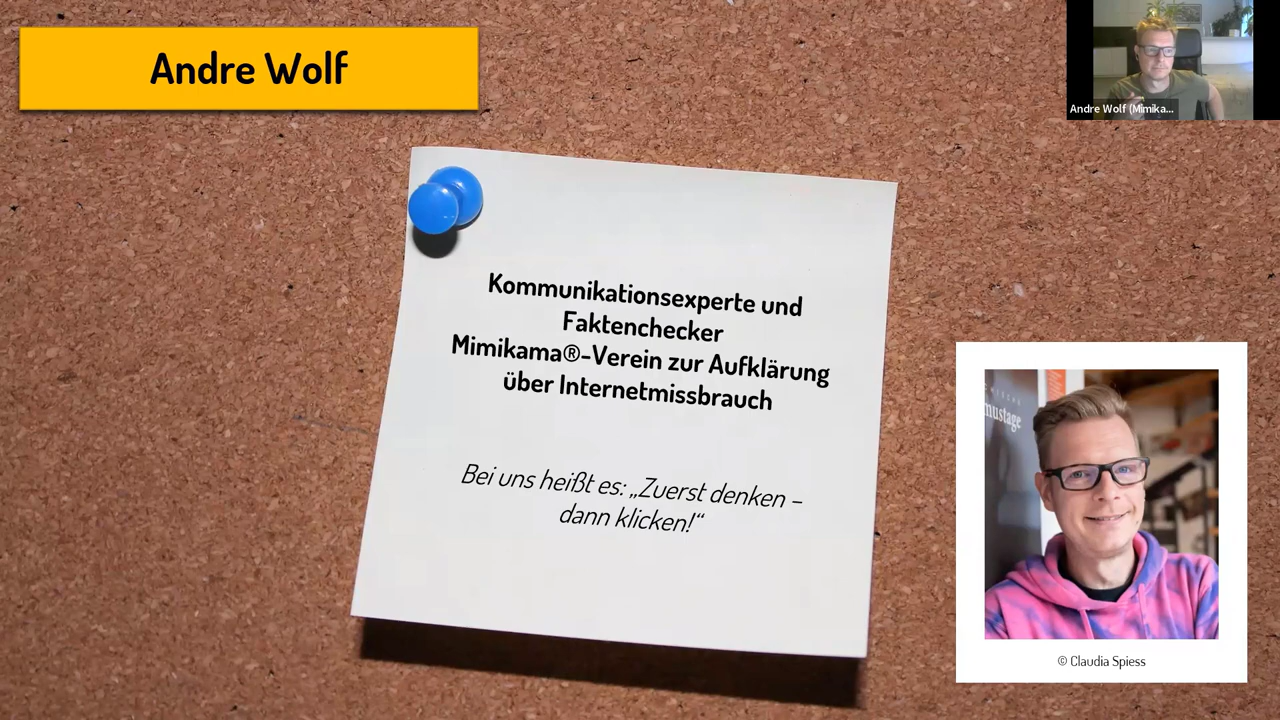 Andre Wolf
Andre Wolf (Mimika...
Kommunikationsexperte und
Faktenchecker
Mimikama®-Verein zur Aufklärung
über Internetmissbrauch
Bei uns heißt es: „Zuerst denken –
dann klicken!“
mustage
© Claudia Spiess